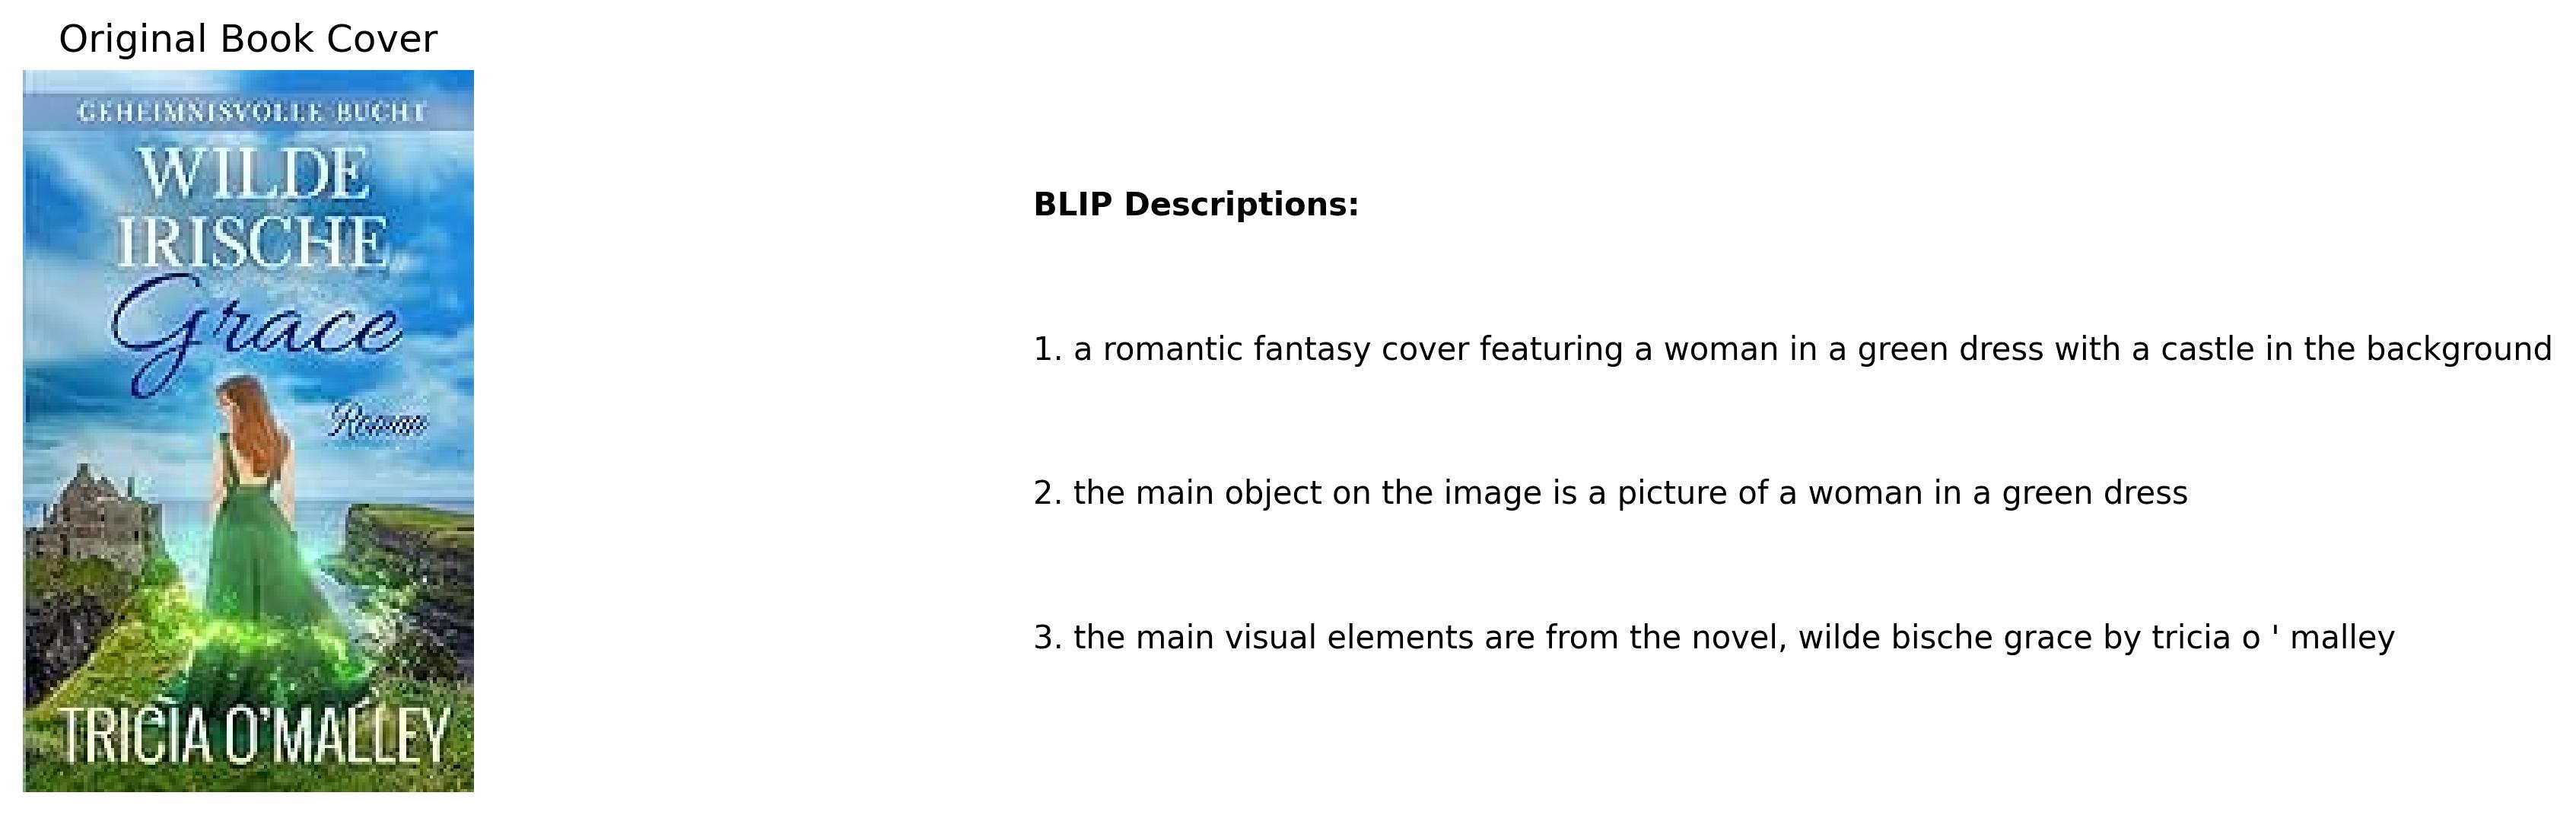 Original Book Cover
GEHEIMNISVOLLE BUCHT
WILDE
IRISCHE
Grace
Roman
TRICIA O'MALLEY
BLIP Descriptions:
1. a romantic fantasy cover featuring a woman in a green dress with a castle in the background
2. the main object on the image is a picture of a woman in a green dress
3. the main visual elements are from the novel, wilde bische grace by tricia o ' malley